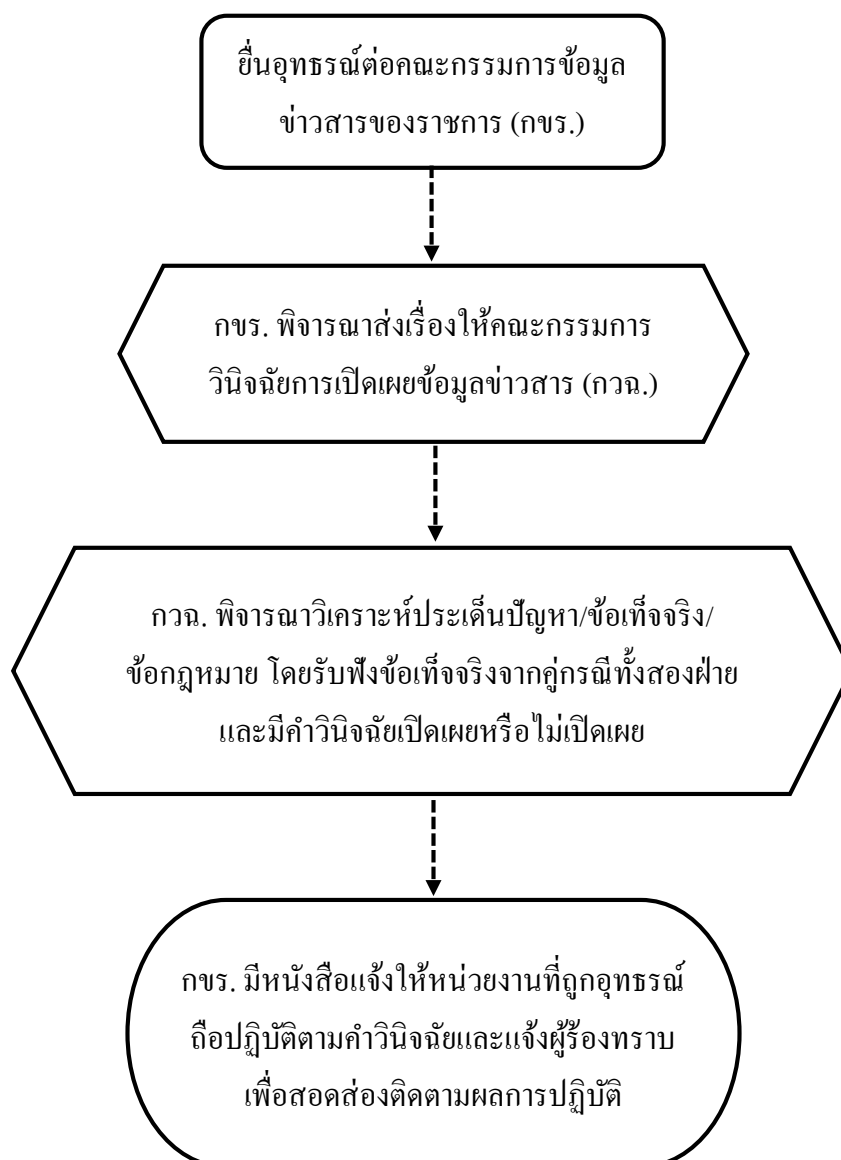 ยื่นอุทธรณ์ต่อคณะกรรมการข้อมูล
ข่าวสารของราชการ (กขร.)
กขร. พิจารณาส่งเรื่องให้คณะกรรมการ
วินิจฉัยการเปิดเผยข้อมูลข่าวสาร (กวฉ.)
กวฉ. พิจารณาวิเคราะห์ประเด็นปัญหา/ข้อเท็จจริง/
ข้อกฎหมาย โดยรับฟังข้อเท็จจริงจากคู่กรณีทั้งสองฝ่าย
และมีคำวินิจฉัยเปิดเผยหรือไม่เปิดเผย
กขร. มีหนังสือแจ้งให้หน่วยงานที่ถูกอุทธรณ์
ถือปฏิบัติตามคำวินิจฉัยและแจ้งผู้ร้องทราบ
เพื่อสอดส่องติดตามผลการปฏิบัติ